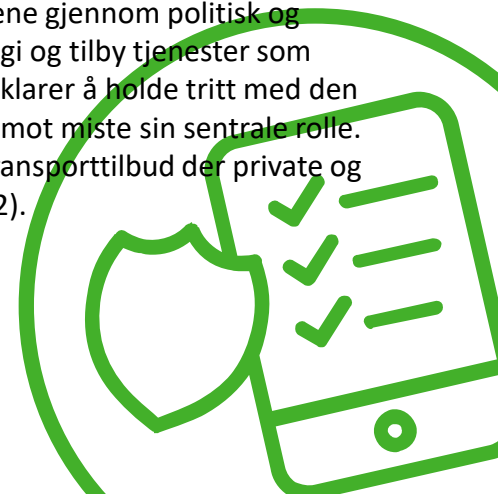 ene gjennom politisk og
gi og tilby tjenester som
klarer å holde tritt med den
mot miste sin sentrale rolle.
ansporttilbud der private og
2).